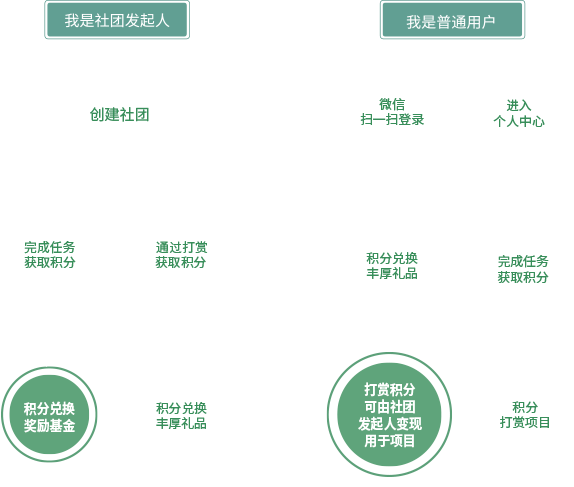 我是社团发起人
我是普通用户
创建社团
微信
扫一扫登录
进入
个人中心
完成任务
获取积分
通过打赏
获取积分
积分兑换
丰厚礼品
完成任务
获取积分
积分兑换
奖励基金
积分兑换
丰厚礼品
打赏积分
可由社团
发起人变现
用于项目
积分
打赏项目